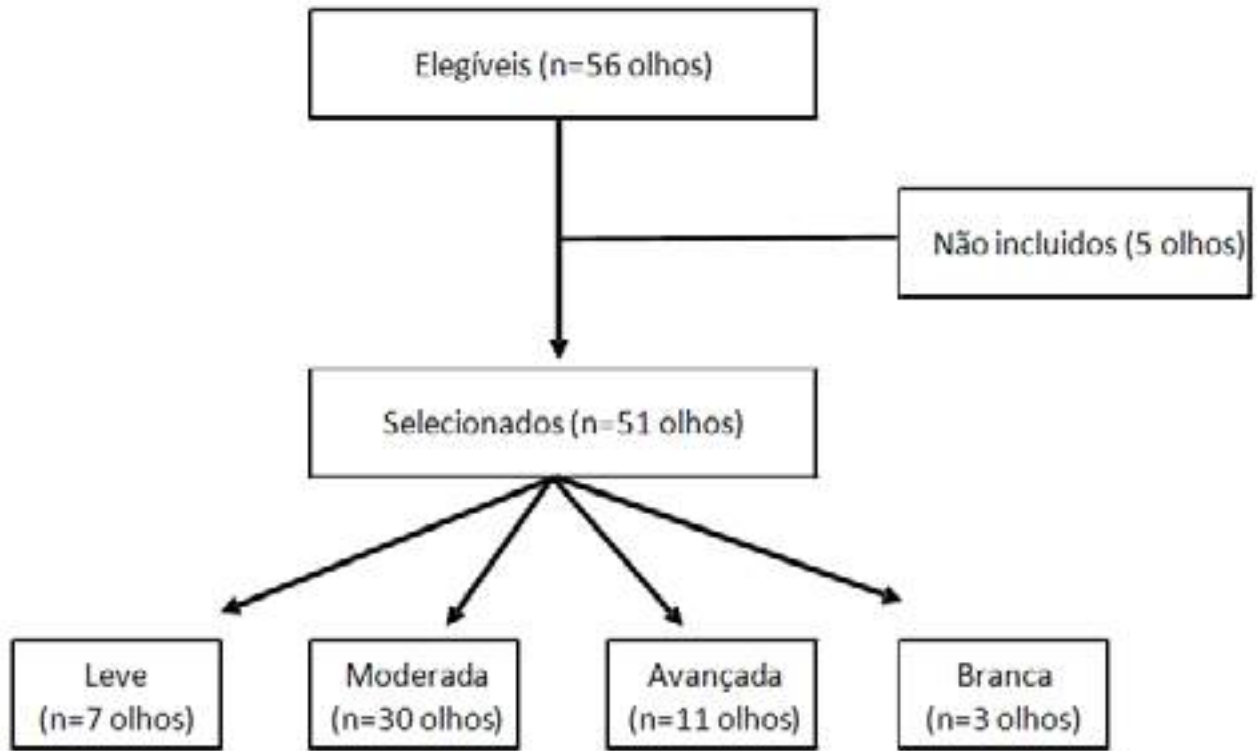 Elegíveis (n=56 olhos)
Não incluidos (5 olhos)
Selecionados (n=51 olhos)
Leve
(n=7 olhos)
Moderada
(n=30 olhos)
Avançada
(n=11 olhos)
Branca
(n=3 olhos)